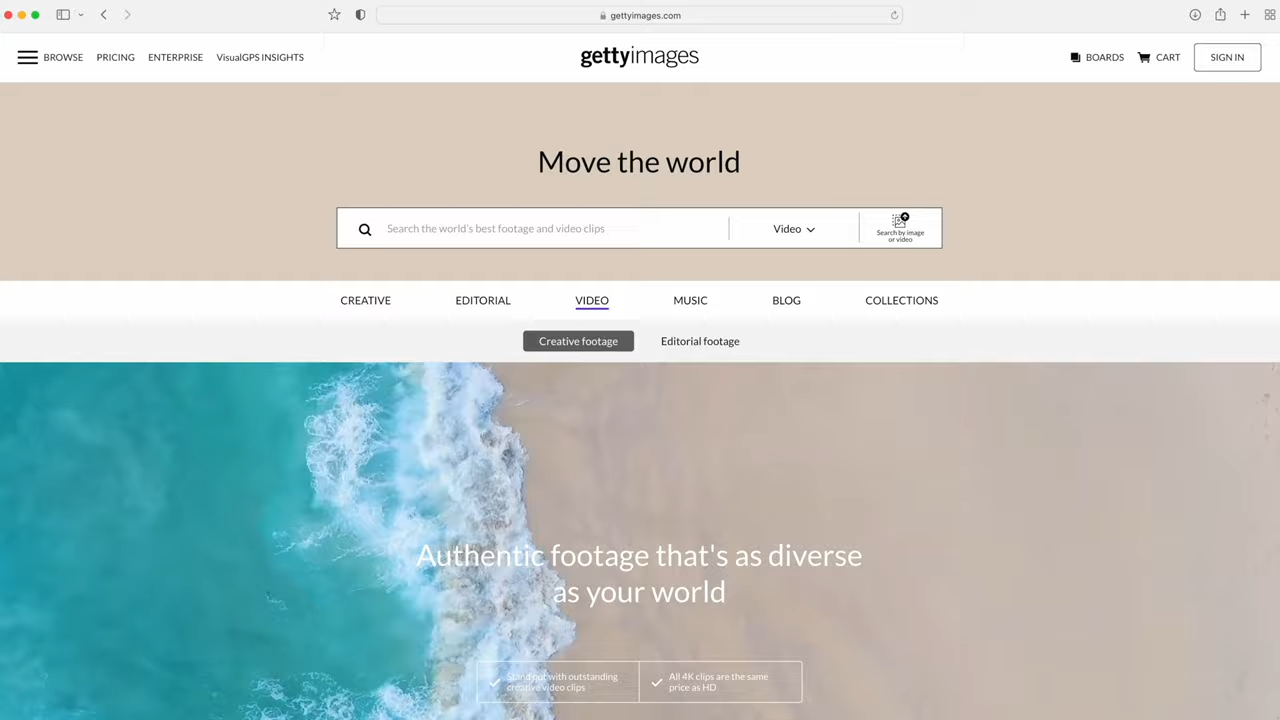 gettyimages.com
BROWSE PRICING ENTERPRISE VisualGPS INSIGHTS
gettyimages
BOARDS CART SIGN IN
Move the world
Search the world's best footage and video clips
Video
Search by image
or video
CREATIVE EDITORIAL VIDEO MUSIC BLOG COLLECTIONS
Creative footage Editorial footage
Authentic footage that's as diverse
as your world
Stand out with outstanding
creative video clips
All 4K clips are the same
price as HD